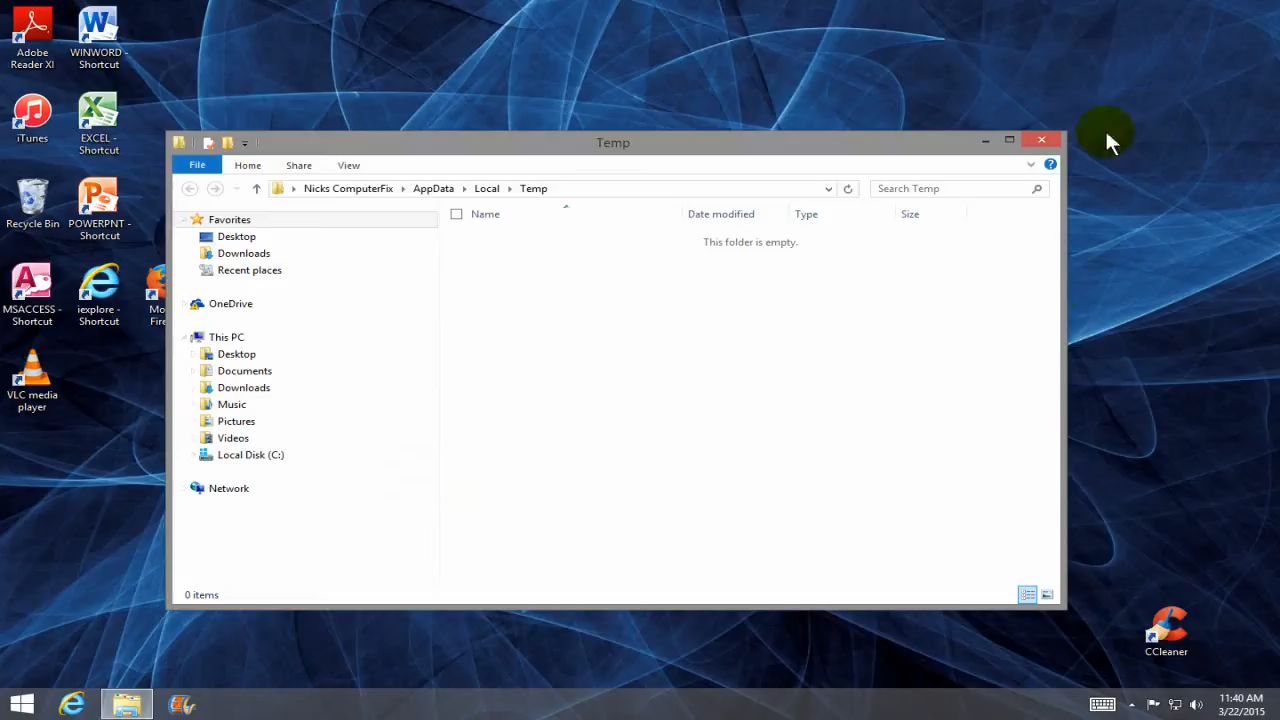 Adobe
Reader XI
WINWORD -
Shortcut
iTunes
EXCEL -
Shortcut
Recycle Bin
POWERPNT -
Shortcut
MSACCESS -
Shortcut
iexplore -
Shortcut
Mo
Fire
VLC media
player
Temp
File
Home
Share
View
Nicks ComputerFix
AppData
Local
Temp
Search Temp
Favorites
Desktop
Downloads
Recent places
OneDrive
This PC
Desktop
Documents
Downloads
Music
Pictures
Videos
Local Disk (C:)
Network
Name
Date modified
Type
Size
This folder is empty.
0 items
CCleaner
11:40 AM
3/22/2015